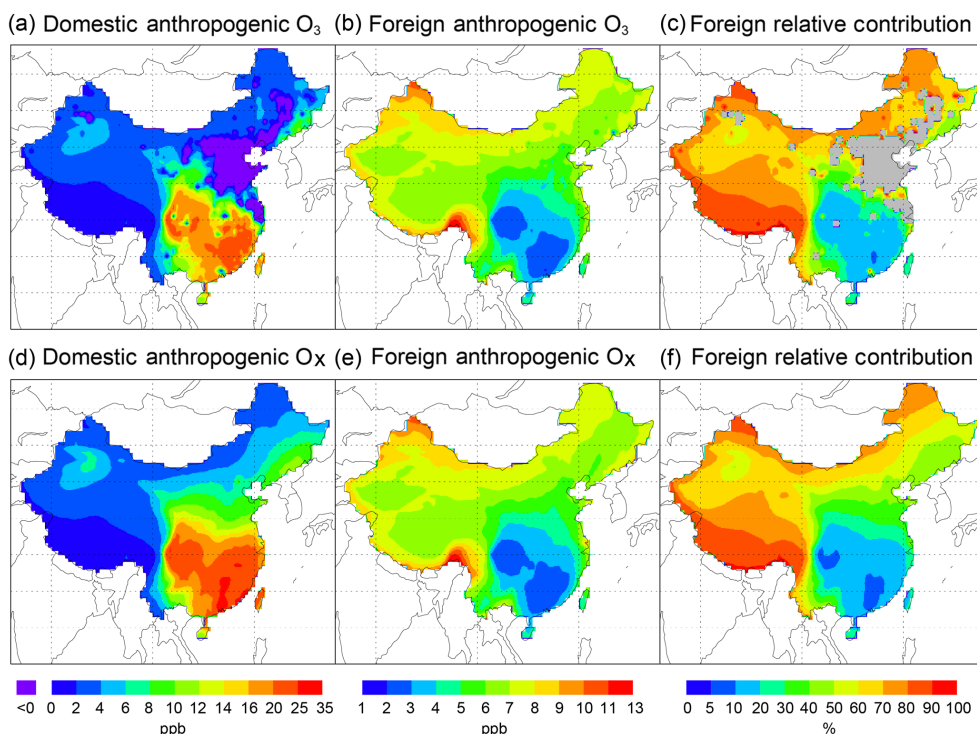 (a) Domestic anthropogenic O₃
(b) Foreign anthropogenic O₃
(c) Foreign relative contribution
(d) Domestic anthropogenic Ox
(e) Foreign anthropogenic Ox
(f) Foreign relative contribution
<0 0 2 4 6 8 10 12 14 16 20 25 35
ppb
1 2 3 4 5 6 7 8 9 10 11 13
ppb
0 5 10 20 30 40 50 60 70 80 90 100
%